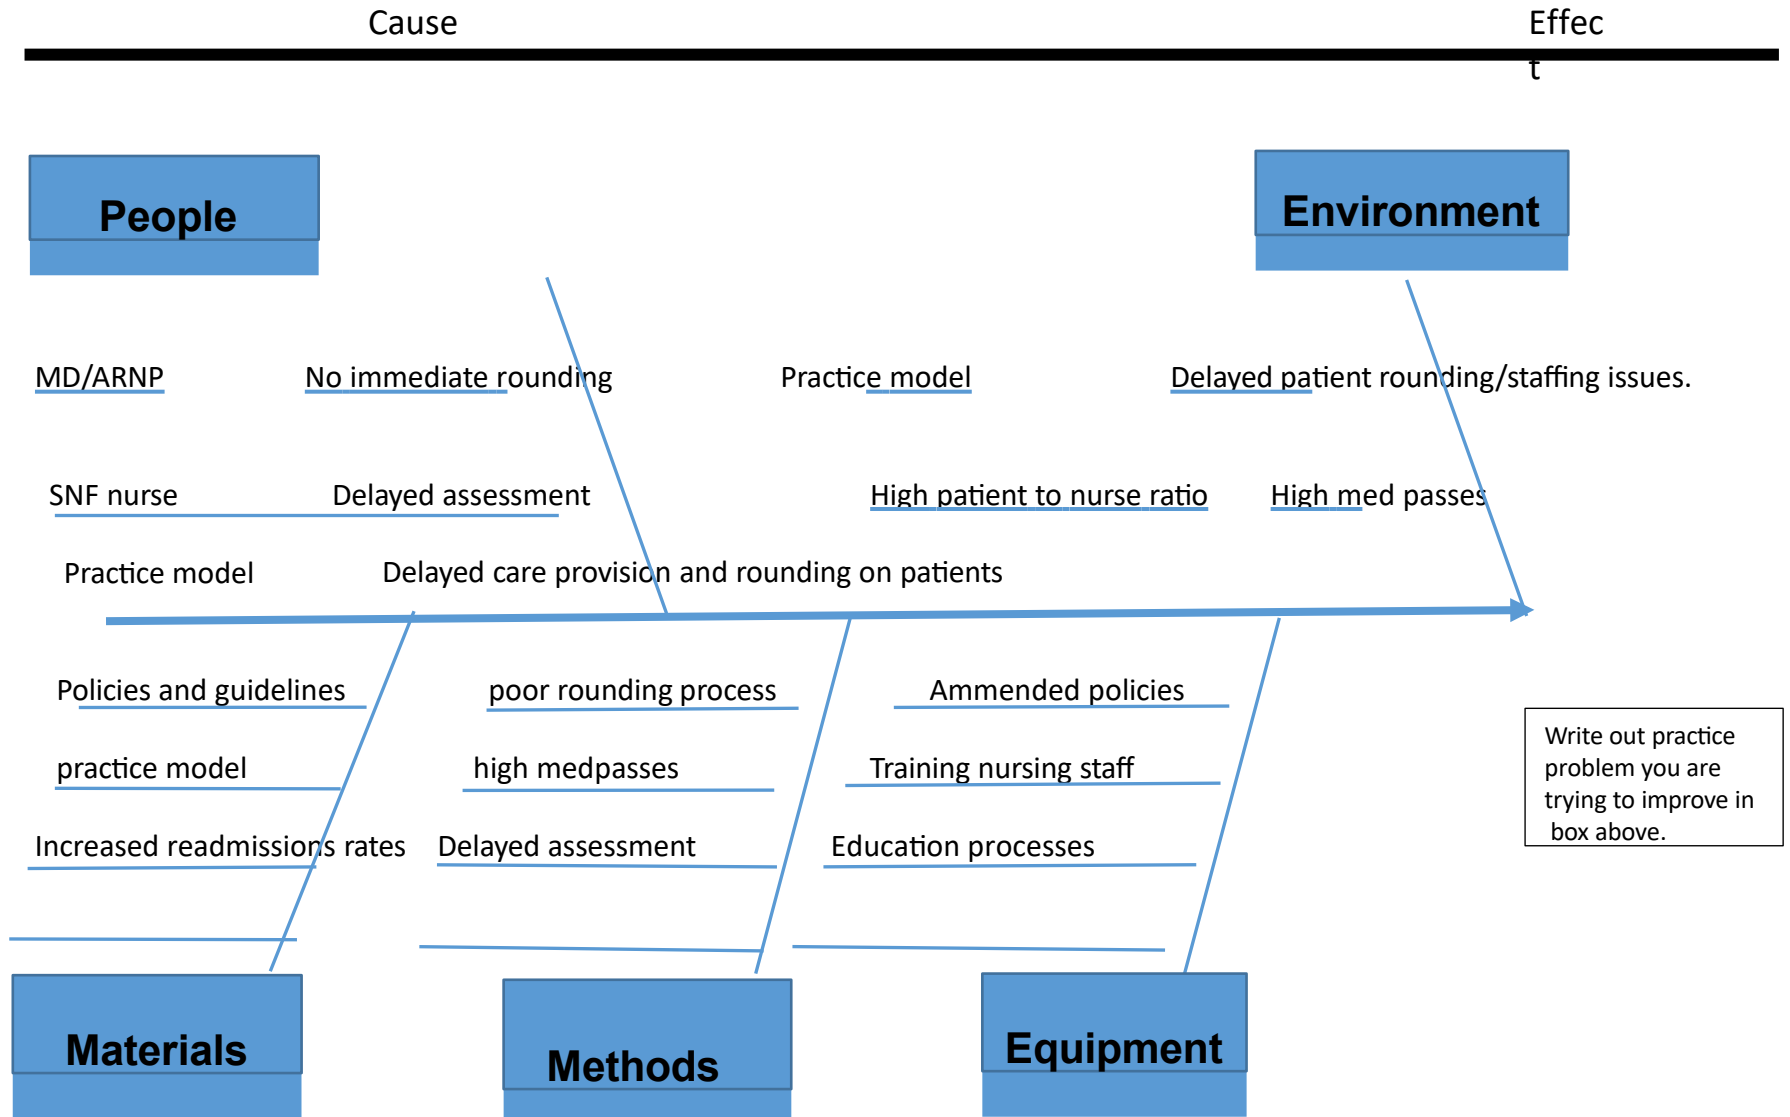 Cause
Effec
t
People
Environment
MD/ARNP No immediate rounding Practice model Delayed patient rounding/staffing issues.
SNF nurse Delayed assessment High patient to nurse ratio High med passes
Practice model Delayed care provision and rounding on patients
Policies and guidelines poor rounding process Ammended policies
practice model high medpasses Training nursing staff
Increased readmissions rates Delayed assessment Education processes
Write out practice
problem you are
trying to improve in
box above.
Materials
Methods
Equipment